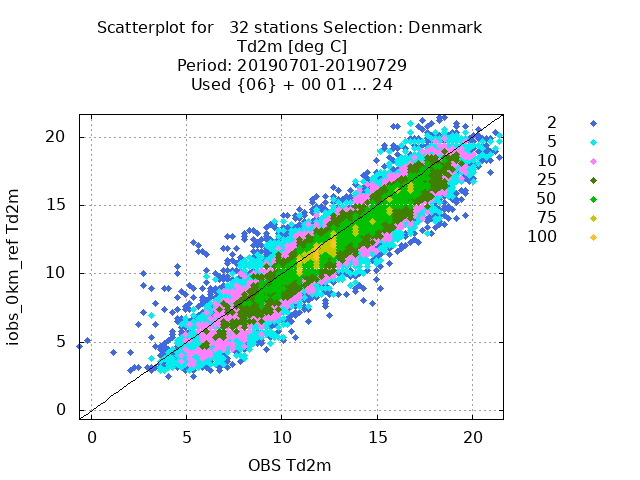 Scatterplot for   32 stations Selection: Denmark
Td2m [deg C]
Period: 20190701-20190729
Used {06} + 00 01 ... 24
2
5
10
25
50
75
100
iobs_0km_ref Td2m
20
15
10
5
0
0 5 10 15 20
OBS Td2m